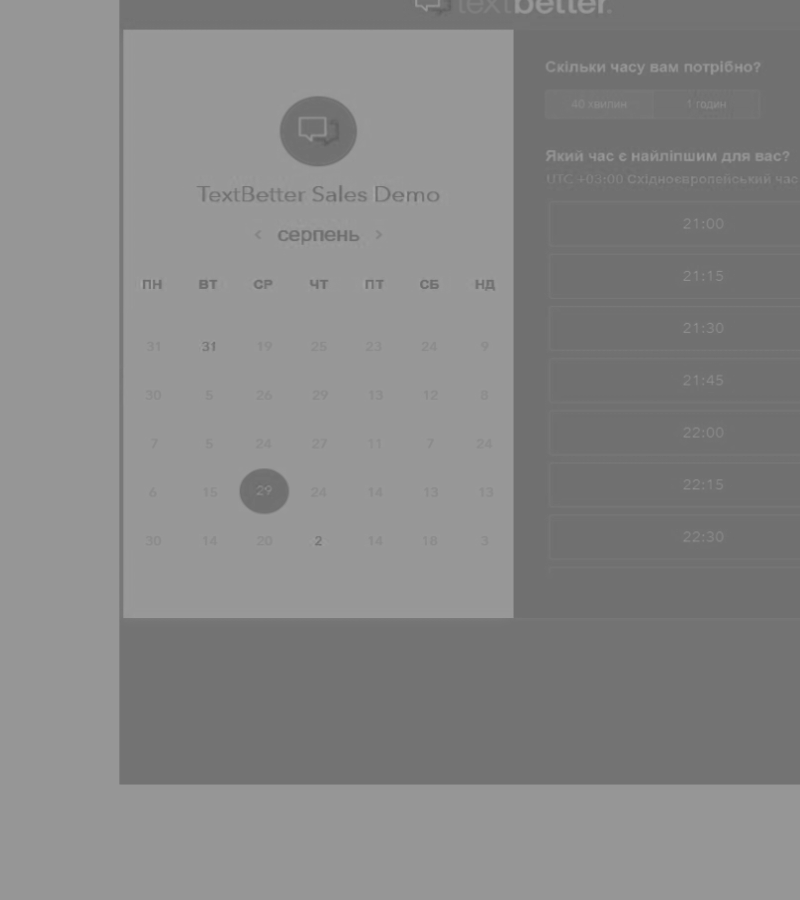 textbetter.
TextBetter Sales Demo
< серпень >
ПН ВТ СР ЧТ ПТ СБ НД
31 31 19 25 23 24 9
30 5 26 29 13 12 8
7 5 24 27 11 7 24
6 15 29 24 14 13 13
30 14 20 2 14 18 3
Скільки часу вам потрібно?
40 хвилин 1 годин
Який час є найліпшим для вас?
UTC +03:00 Східноєвропейський час
21:00
21:15
21:30
21:45
22:00
22:15
22:30